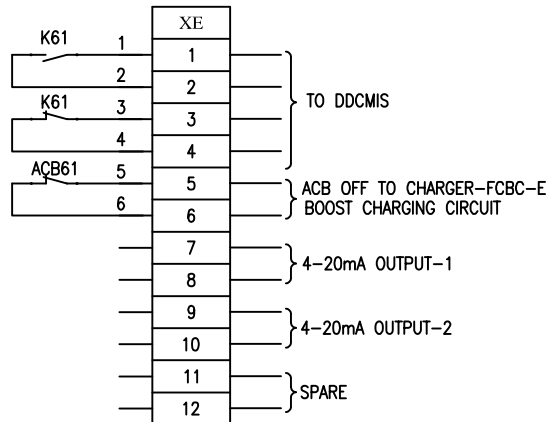 XE
K61 1 1
2 2
K61 3 3 TO DDCMIS
4 4
ACB61 5 5 ACB OFF TO CHARGER-FCBC-E
6 6 BOOST CHARGING CIRCUIT
7
8 4-20mA OUTPUT-1
9
10 4-20mA OUTPUT-2
11
12 SPARE